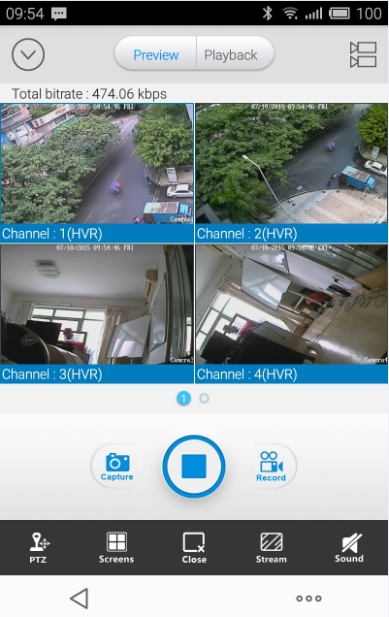 09:54 100
Preview Playback
Total bitrate : 474.06 kbps
07/10/2015 09:54:46 FRI
07/10/2015 09:54:46 FRI
Camera1
Channel : 1(HVR) Channel : 2(HVR)
07/10/2015 09:54:46 FRI
07/10/2015 09:54:46 FRI
Camera3 Camera4
Channel : 3(HVR) Channel : 4(HVR)
1
Capture Record
PTZ Screens Close Stream Sound